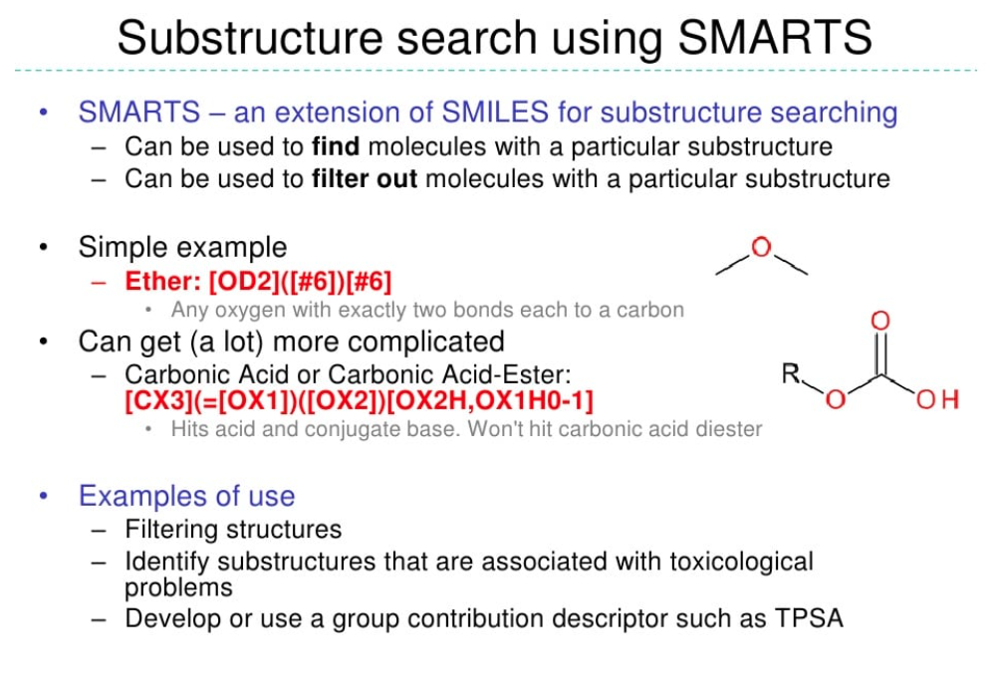 Substructure search using SMARTS
• SMARTS – an extension of SMILES for substructure searching
– Can be used to find molecules with a particular substructure
– Can be used to filter out molecules with a particular substructure
• Simple example
– Ether: [OD2]([#6])[#6]
• Any oxygen with exactly two bonds each to a carbon
O
• Can get (a lot) more complicated
– Carbonic Acid or Carbonic Acid-Ester:
[CX3](=[OX1])([OX2])[OX2H,OX1H0-1]
• Hits acid and conjugate base. Won't hit carbonic acid diester
O
R
O
OH
• Examples of use
– Filtering structures
– Identify substructures that are associated with toxicological
problems
– Develop or use a group contribution descriptor such as TPSA